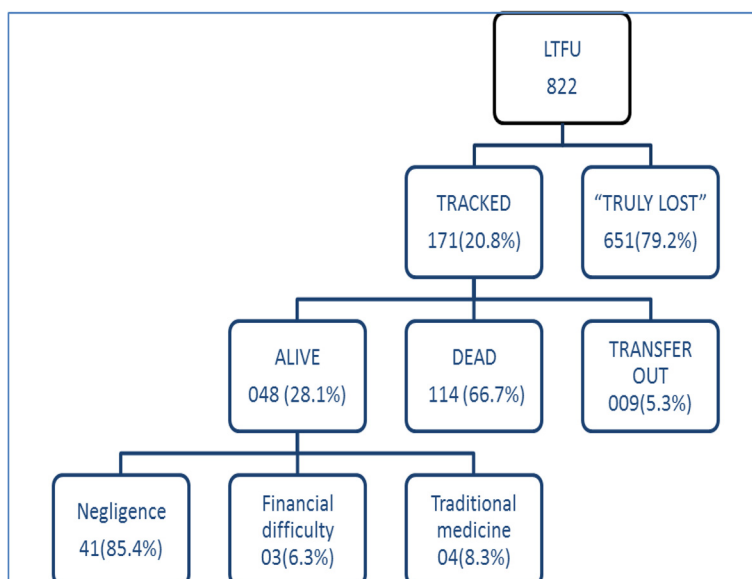 LTFU
822
TRACKED
171(20.8%)
“TRULY LOST”
651(79.2%)
ALIVE
048 (28.1%)
DEAD
114 (66.7%)
TRANSFER
OUT
009(5.3%)
Negligence
41(85.4%)
Financial
difficulty
03(6.3%)
Traditional
medicine
04(8.3%)